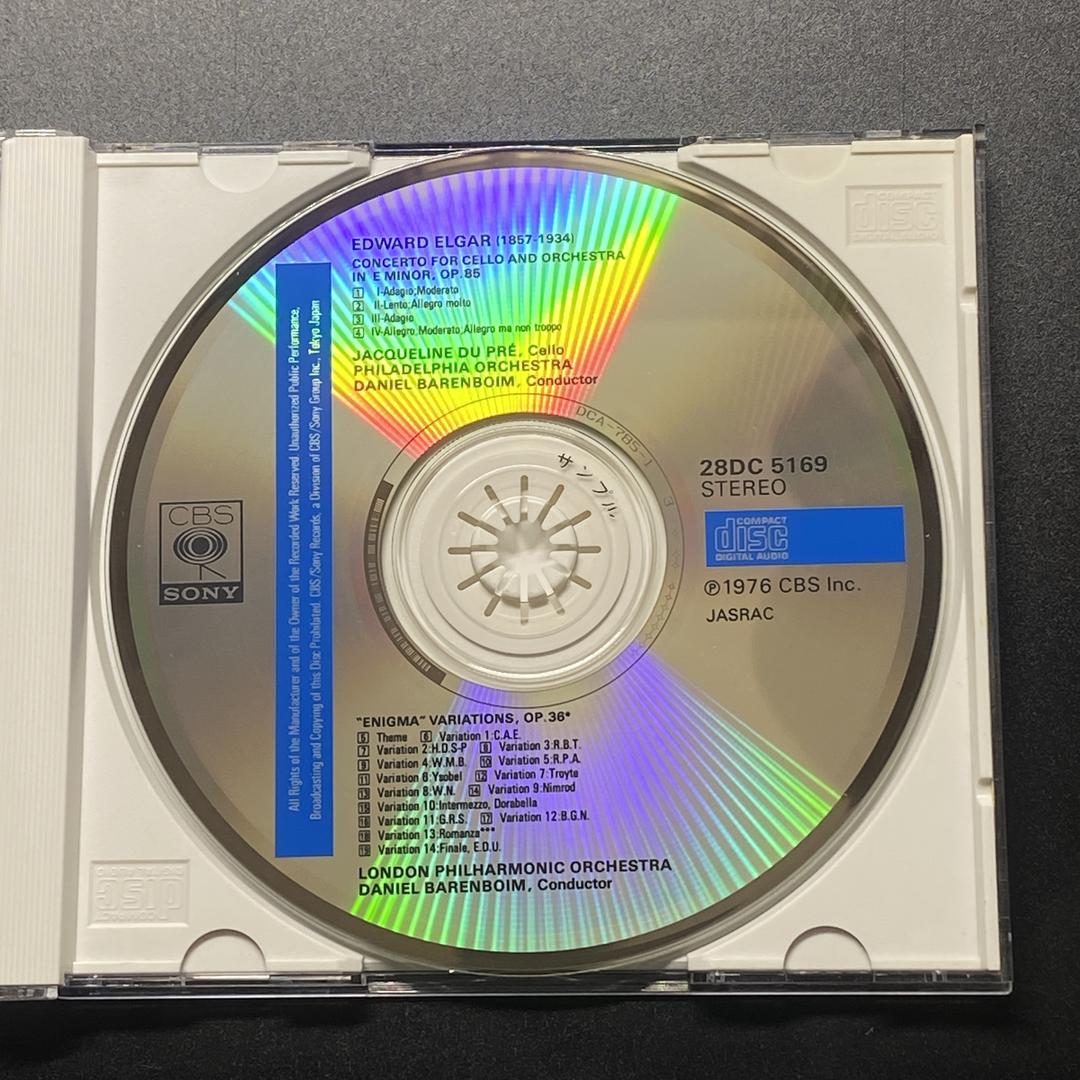 EDWARD ELGAR (1857-1934)
CONCERTO FOR CELLO AND ORCHESTRA
IN E MINOR, OP.85
1 I-Adagio;Moderato
2 II-Lento;Allegro molto
3 III-Adagio
4 IV-Allegro,Moderato,Allegro ma non troppo
JACQUELINE DU PRÉ, Cello
PHILADELPHIA ORCHESTRA
DANIEL BARENBOIM, Conductor
All Rights of the Manufacturer and of the Owner of the Recorded Work Reserved. Unauthorized Public Performance,
Broadcasting and Copying of this Disc Prohibited. CBS/Sony Records, a Division of CBS/Sony Group Inc., Tokyo Japan
CBS
SONY
DCA-785-1 3
サンプル
28DC 5169
STEREO
COMPACT
disc
DIGITAL AUDIO
Ⓟ1976 CBS Inc.
JASRAC
"ENIGMA" VARIATIONS, OP.36*
5 Theme 6 Variation 1:C.A.E.
7 Variation 2:H.D.S-P 8 Variation 3:R.B.T.
9 Variation 4:W.M.B. 10 Variation 5:R.P.A.
11 Variation 6:Ysobel 12 Variation 7:Troyte
13 Variation 8:W.N. 14 Variation 9:Nimrod
15 Variation 10:Intermezzo, Dorabella
16 Variation 11:G.R.S. 17 Variation 12:B.G.N.
18 Variation 13:Romanza***
19 Variation 14:Finale, E.D.U.
LONDON PHILHARMONIC ORCHESTRA
DANIEL BARENBOIM, Conductor
COMPACT
disc
DIGITAL AUDIO
COMPACT
disc
DIGITAL AUDIO